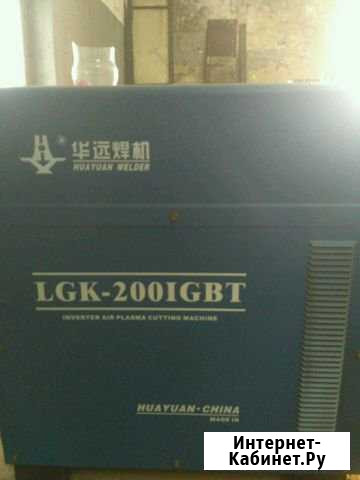 华远焊机
HUAYUAN WELDER
LGK-200IGBT
INVERTER AIR PLASMA CUTTING MACHINE
HUAYUAN·CHINA
MADE IN
Интернет-
Кабинет.Ру